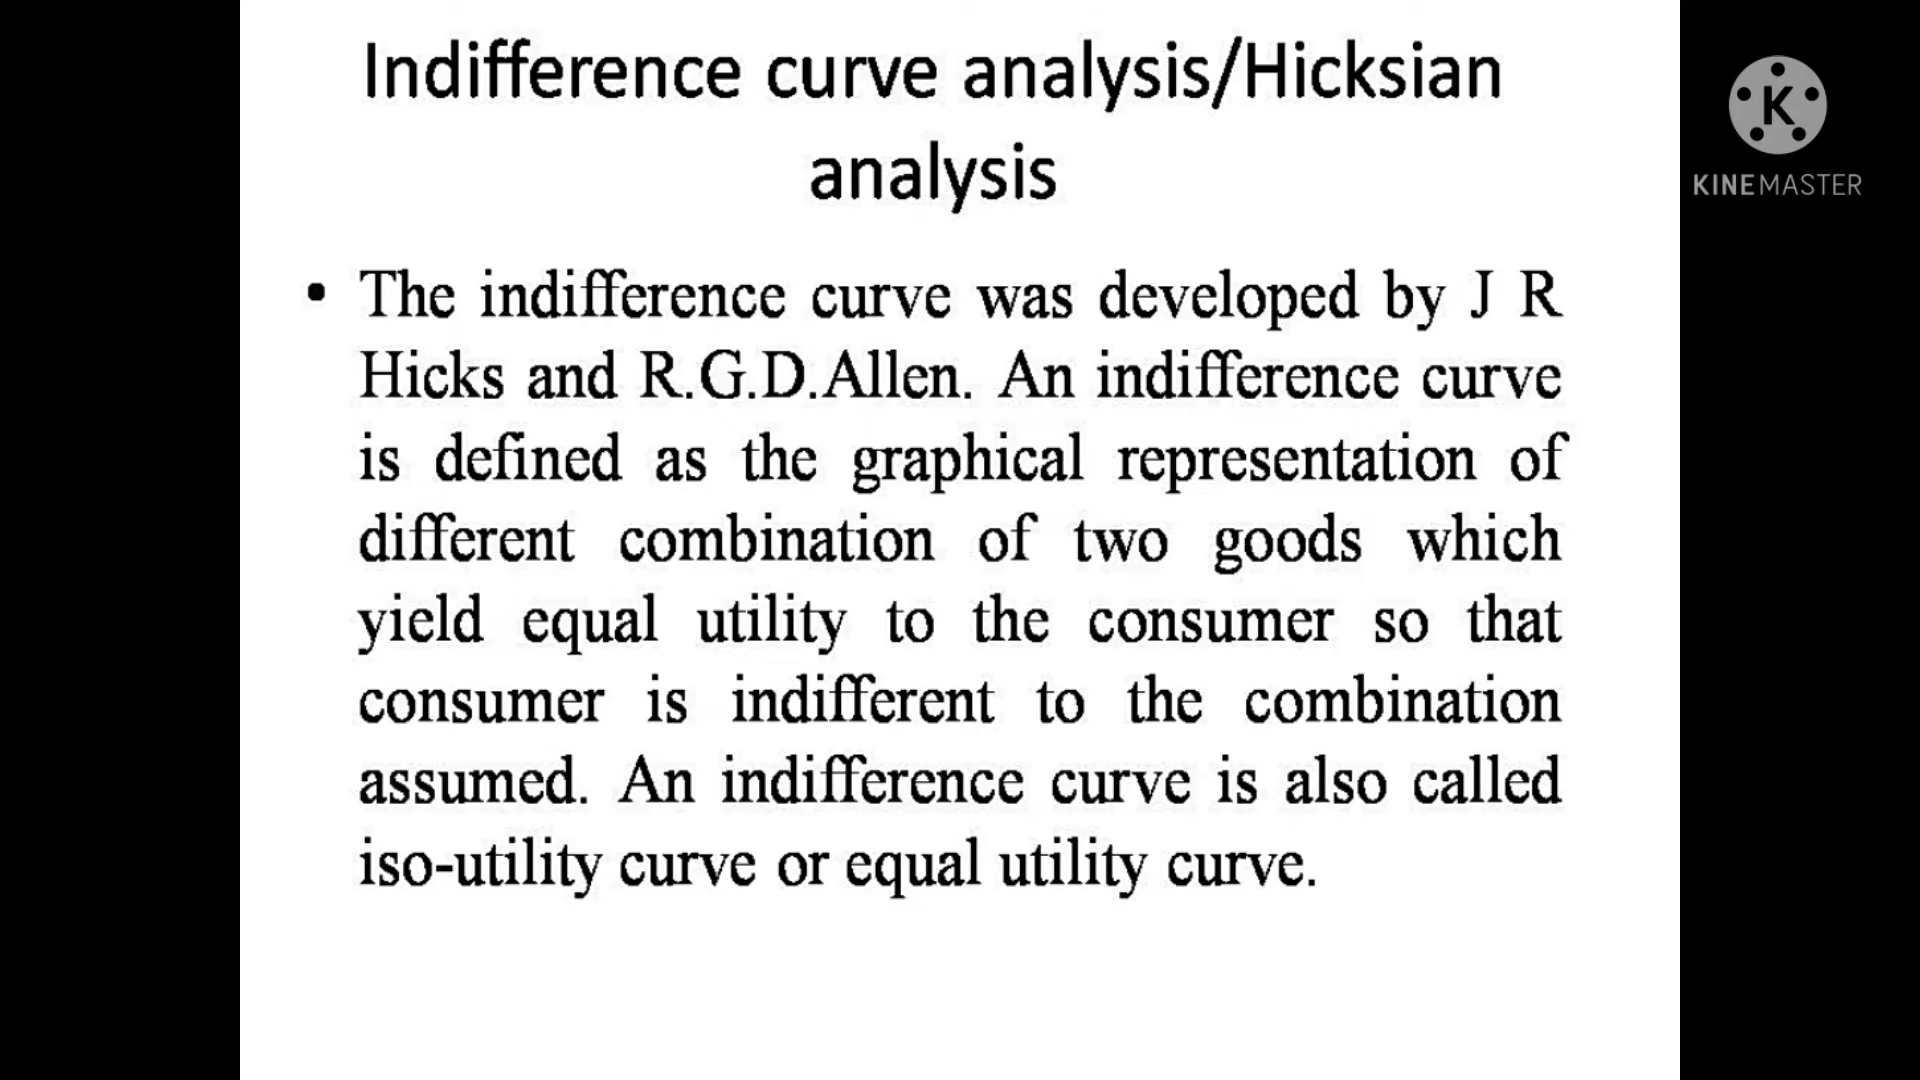 Indifference curve analysis/Hicksian
analysis
• The indifference curve was developed by J R
Hicks and R.G.D.Allen. An indifference curve
is defined as the graphical representation of
different combination of two goods which
yield equal utility to the consumer so that
consumer is indifferent to the combination
assumed. An indifference curve is also called
iso-utility curve or equal utility curve.
K
KINEMASTER